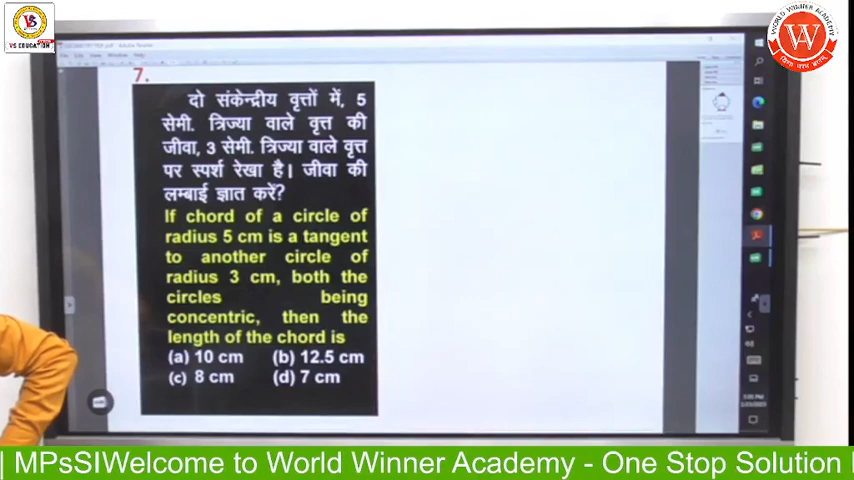 VS
VS EDUCATION
WORLD WINNER ACADEMY
W
7.
दो संकेन्द्रीय वृत्तों में, 5
सेमी. त्रिज्या वाले वृत्त की
जीवा, 3 सेमी. त्रिज्या वाले वृत्त
पर स्पर्श रेखा है। जीवा की
लम्बाई ज्ञात करें?
If chord of a circle of
radius 5 cm is a tangent
to another circle of
radius 3 cm, both the
circles being
concentric, then the
length of the chord is
(a) 10 cm (b) 12.5 cm
(c) 8 cm (d) 7 cm
| MPsSIWelcome to World Winner Academy - One Stop Solution